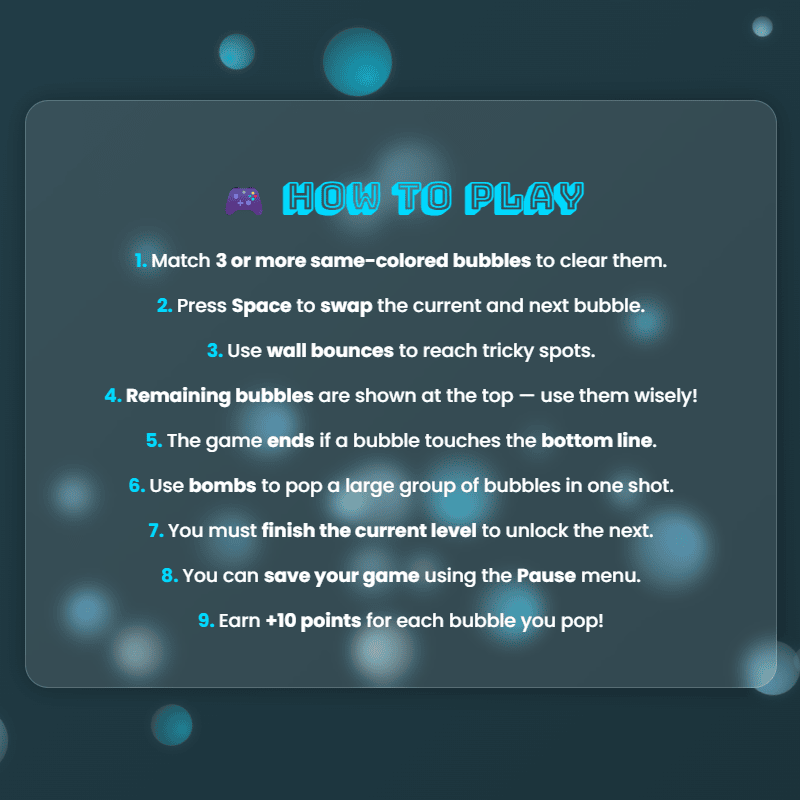 HOW TO PLAY
1. Match 3 or more same-colored bubbles to clear them.
2. Press Space to swap the current and next bubble.
3. Use wall bounces to reach tricky spots.
4. Remaining bubbles are shown at the top — use them wisely!
5. The game ends if a bubble touches the bottom line.
6. Use bombs to pop a large group of bubbles in one shot.
7. You must finish the current level to unlock the next.
8. You can save your game using the Pause menu.
9. Earn +10 points for each bubble you pop!